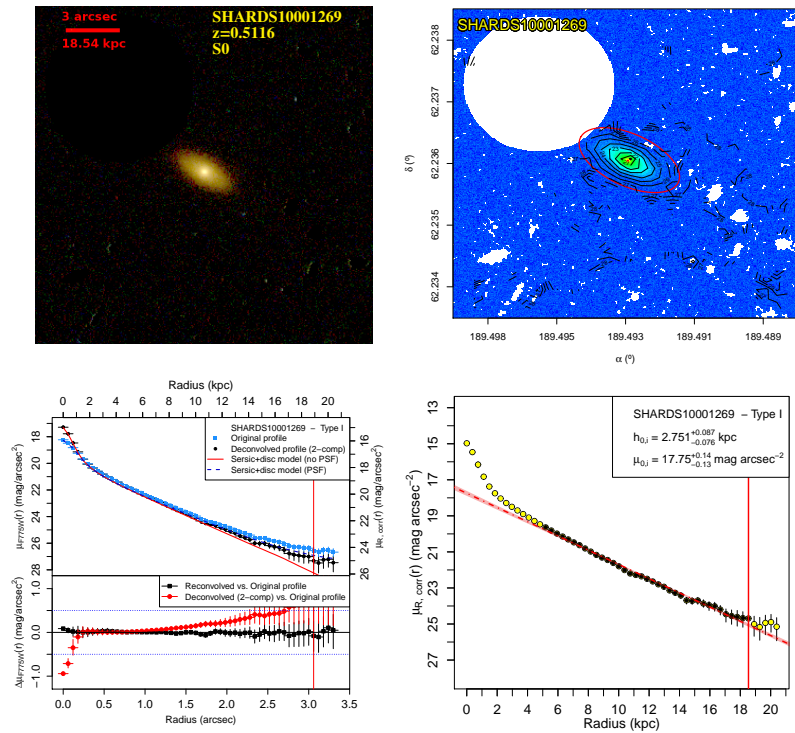 3 arcsec
18.54 kpc
SHARDS10001269
z=0.5116
S0
SHARDS10001269
62.238
62.237
62.236
62.235
62.234
δ (º)
189.498 189.495 189.493 189.491 189.489
α (º)
Radius (kpc)
0 2 4 6 8 10 12 14 16 18 20
SHARDS10001269 − Type I
Original profile
Deconvolved profile (2−comp)
Sersic+disc model (no PSF)
Sersic+disc model (PSF)
18 20 22 24 26 28
μF775W(r) (mag/arcsec²)
16 18 20 22 24 26
μR, corr(r) (mag/arcsec²)
Reconvolved vs. Original profile
Deconvolved (2−comp) vs. Original profile
1.0
0.0
−1.0
ΔμF775W(r) (mag/arcsec²)
0.0 0.5 1.0 1.5 2.0 2.5 3.0 3.5
Radius (arcsec)
SHARDS10001269 − Type I
h0,i = 2.751 +0.087 −0.076 kpc
μ0,i = 17.75 +0.14 −0.13 mag arcsec−2
13 15 17 19 21 23 25 27
μR, corr(r) (mag arcsec−2)
0 2 4 6 8 10 12 14 16 18 20
Radius (kpc)